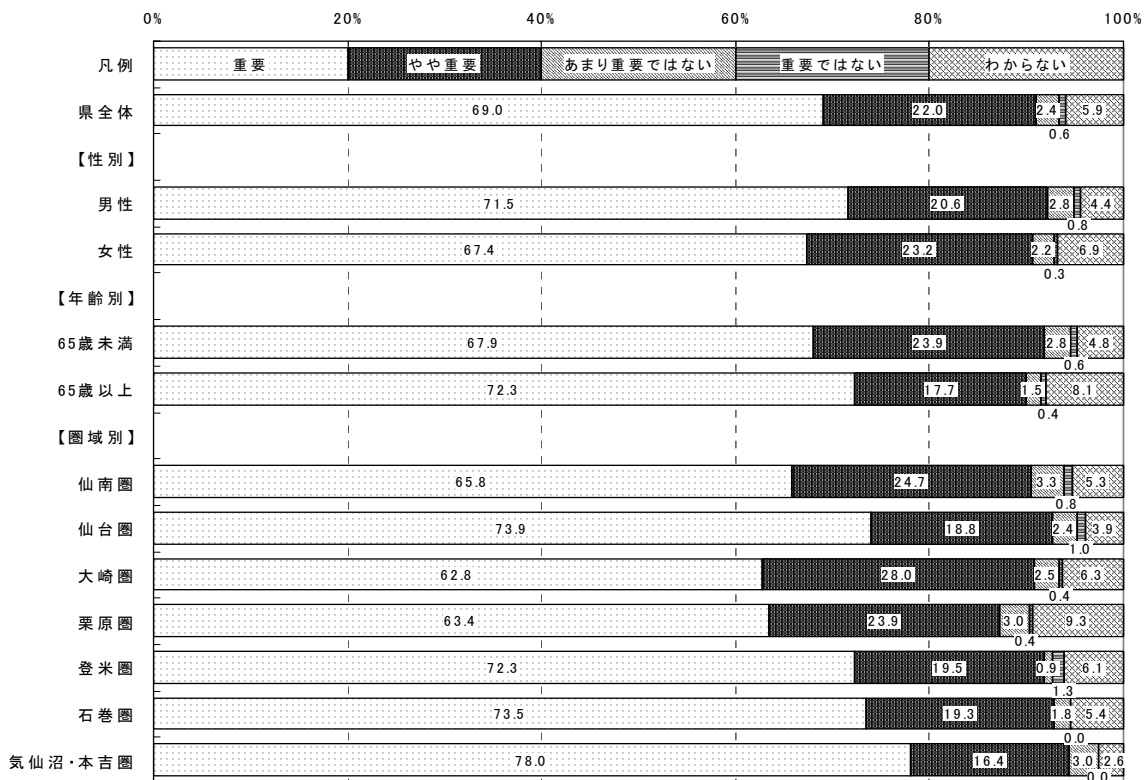 0% 20% 40% 60% 80% 100%
凡例 重要 やや重要 あまり重要ではない 重要ではない わからない
県全体 69.0 22.0 2.4 5.9
0.6
【性別】
男性 71.5 20.6 2.8 4.4
0.8
女性 67.4 23.2 2.2 6.9
0.3
【年齢別】
65歳未満 67.9 23.9 2.8 4.8
0.6
65歳以上 72.3 17.7 1.5 8.1
0.4
【圏域別】
仙南圏 65.8 24.7 3.3 5.3
0.8
仙台圏 73.9 18.8 2.4 3.9
1.0
大崎圏 62.8 28.0 2.5 6.3
0.4
栗原圏 63.4 23.9 3.0 9.3
0.4
登米圏 72.3 19.5 0.9 6.1
1.3
石巻圏 73.5 19.3 1.8 5.4
0.0
気仙沼・本吉圏 78.0 16.4 3.0 2.6
0.0